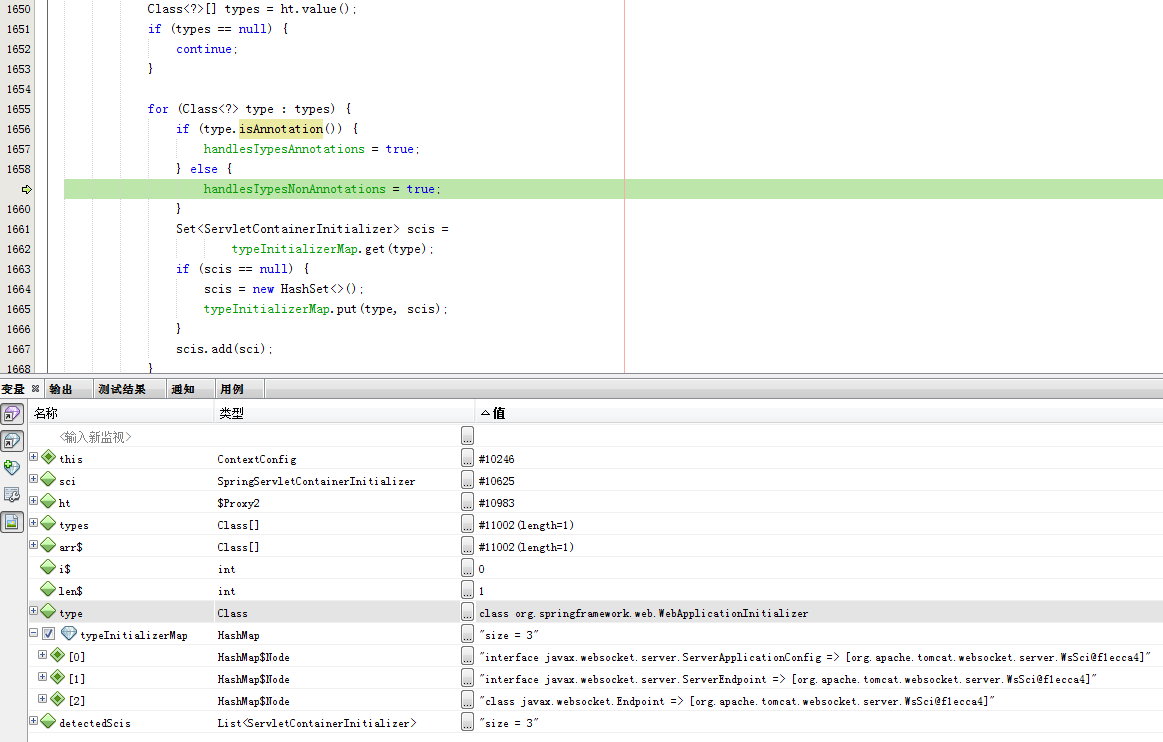 1650 Class<?>[] types = ht.value();
1651 if (types == null) {
1652 continue;
1653 }
1654
1655 for (Class<?> type : types) {
1656 if (type.isAnnotation()) {
1657 handlesTypesAnnotations = true;
1658 } else {
handlesTypesNonAnnotations = true;
1660 }
1661 Set<ServletContainerInitializer> scis =
1662 typeInitializerMap.get(type);
1663 if (scis == null) {
1664 scis = new HashSet<>();
1665 typeInitializerMap.put(type, scis);
1666 }
1667 scis.add(sci);
1668 }
变量 输出 测试结果 通知 用例
名称 类型 值
<输入新监视> ...
this ContextConfig ... #10246
sci SpringServletContainerInitializer ... #10625
ht $Proxy2 ... #10983
types Class[] ... #11002(length=1)
arr$ Class[] ... #11002(length=1)
i$ int ... 0
len$ int ... 1
type Class ... class org.springframework.web.WebApplicationInitializer
typeInitializerMap HashMap ... "size = 3"
[0] HashMap$Node ... "interface javax.websocket.server.ServerApplicationConfig => [org.apache.tomcat.websocket.server.WsSci@f1ecca4]"
[1] HashMap$Node ... "interface javax.websocket.server.ServerEndpoint => [org.apache.tomcat.websocket.server.WsSci@f1ecca4]"
[2] HashMap$Node ... "class javax.websocket.Endpoint => [org.apache.tomcat.websocket.server.WsSci@f1ecca4]"
detectedScis List<ServletContainerInitializer> ... "size = 3"